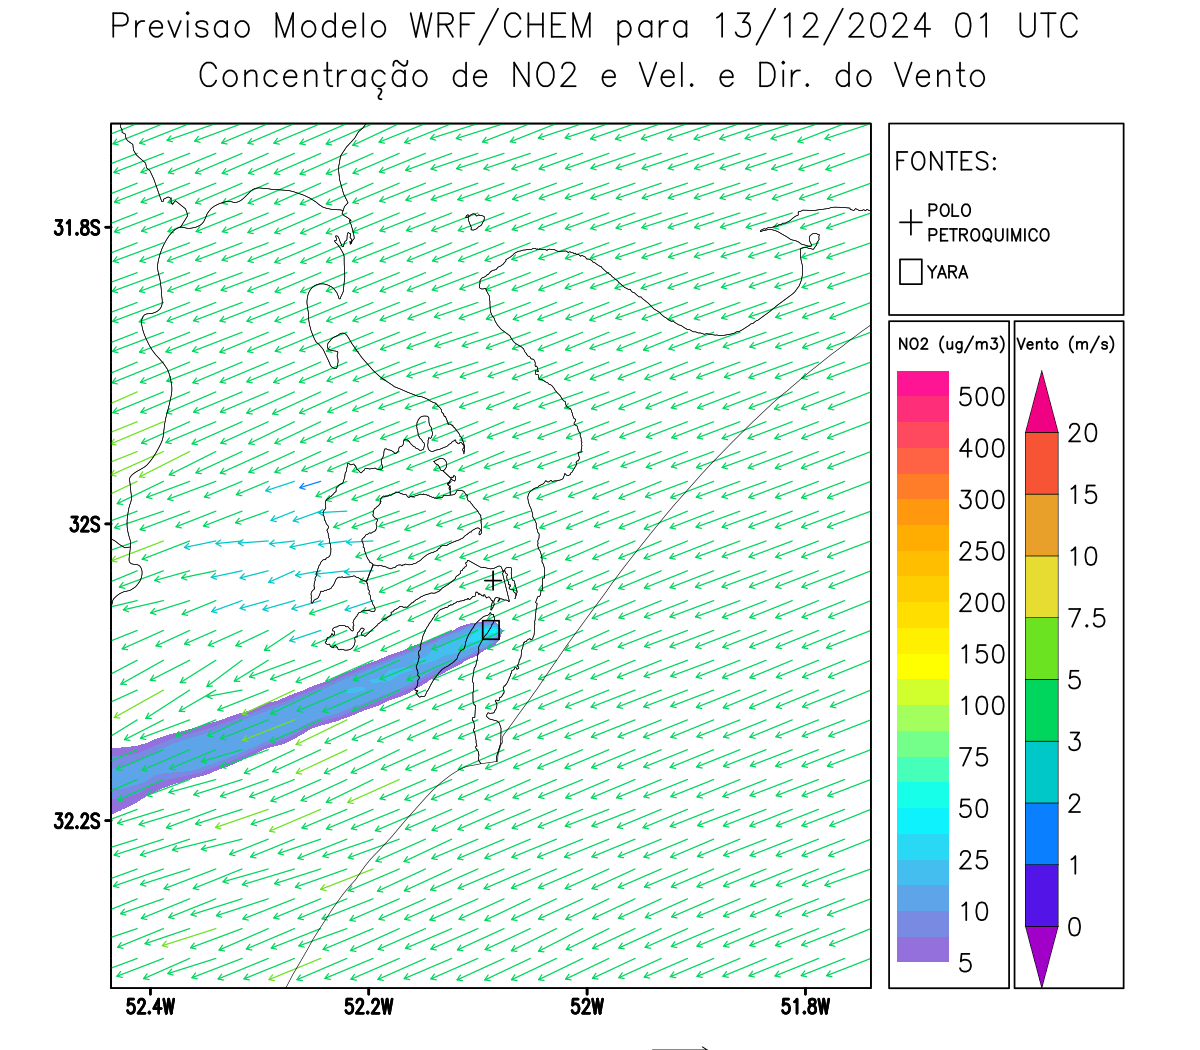 Previsao Modelo WRF/CHEM para 13/12/2024 01 UTC
Concentração de NO2 e Vel. e Dir. do Vento
FONTES:
POLO
PETROQUIMICO
YARA
NO2 (ug/m3)
500
400
300
250
200
150
100
75
50
25
10
5
Vento (m/s)
20
15
10
7.5
5
3
2
1
0
31.8S
32S
32.2S
52.4W
52.2W
52W
51.8W